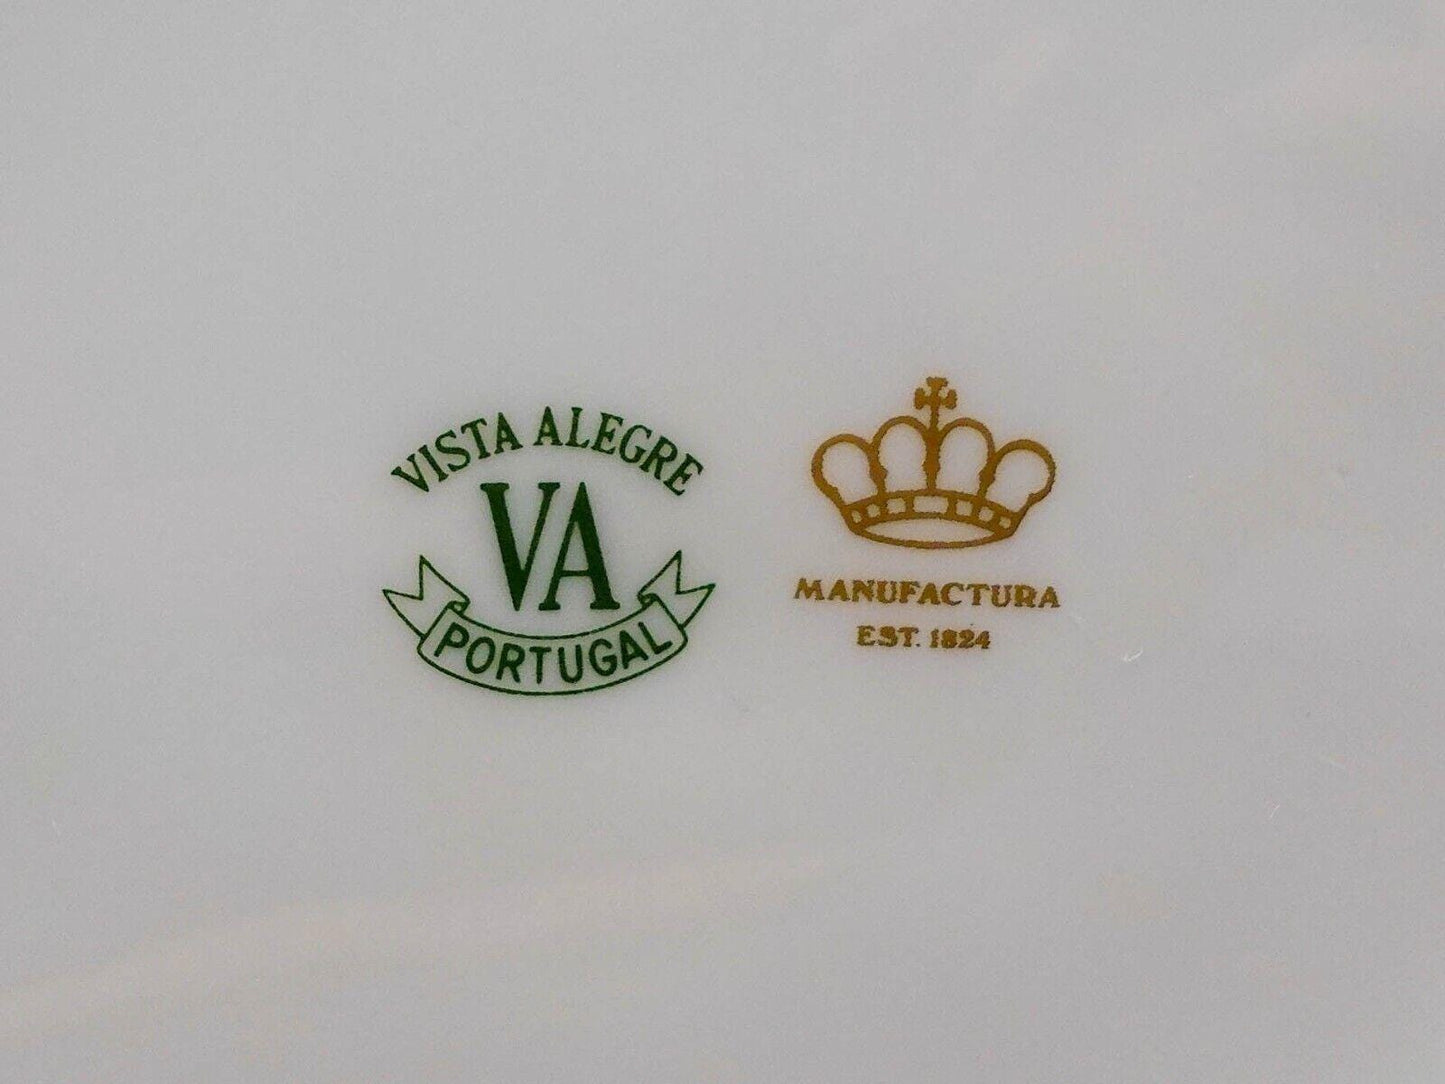 VISTA ALEGRE
VA
PORTUGAL
MANUFACTURA
EST. 1824